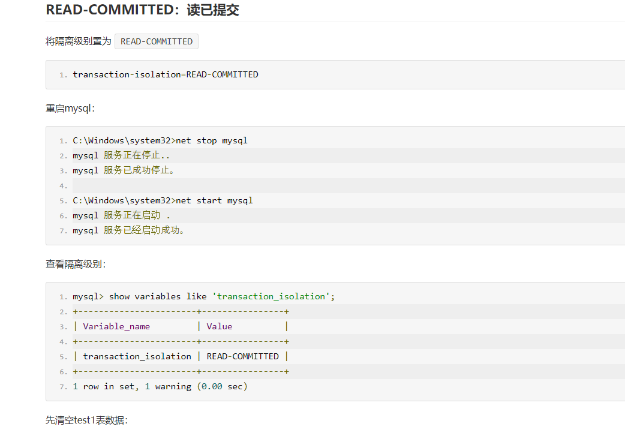 READ-COMMITTED：读已提交
将隔离级别置为 READ-COMMITTED
1. transaction-isolation=READ-COMMITTED
重启mysql：
1. C:\Windows\system32>net stop mysql
2. mysql 服务正在停止..
3. mysql 服务已成功停止。
4.
5. C:\Windows\system32>net start mysql
6. mysql 服务正在启动 .
7. mysql 服务已经启动成功。
查看隔离级别：
1. mysql> show variables like 'transaction_isolation';
2. +-----------------------+----------------+
3. | Variable_name         | Value          |
4. +-----------------------+----------------+
5. | transaction_isolation | READ-COMMITTED |
6. +-----------------------+----------------+
7. 1 row in set, 1 warning (0.00 sec)
先清空test1表数据：